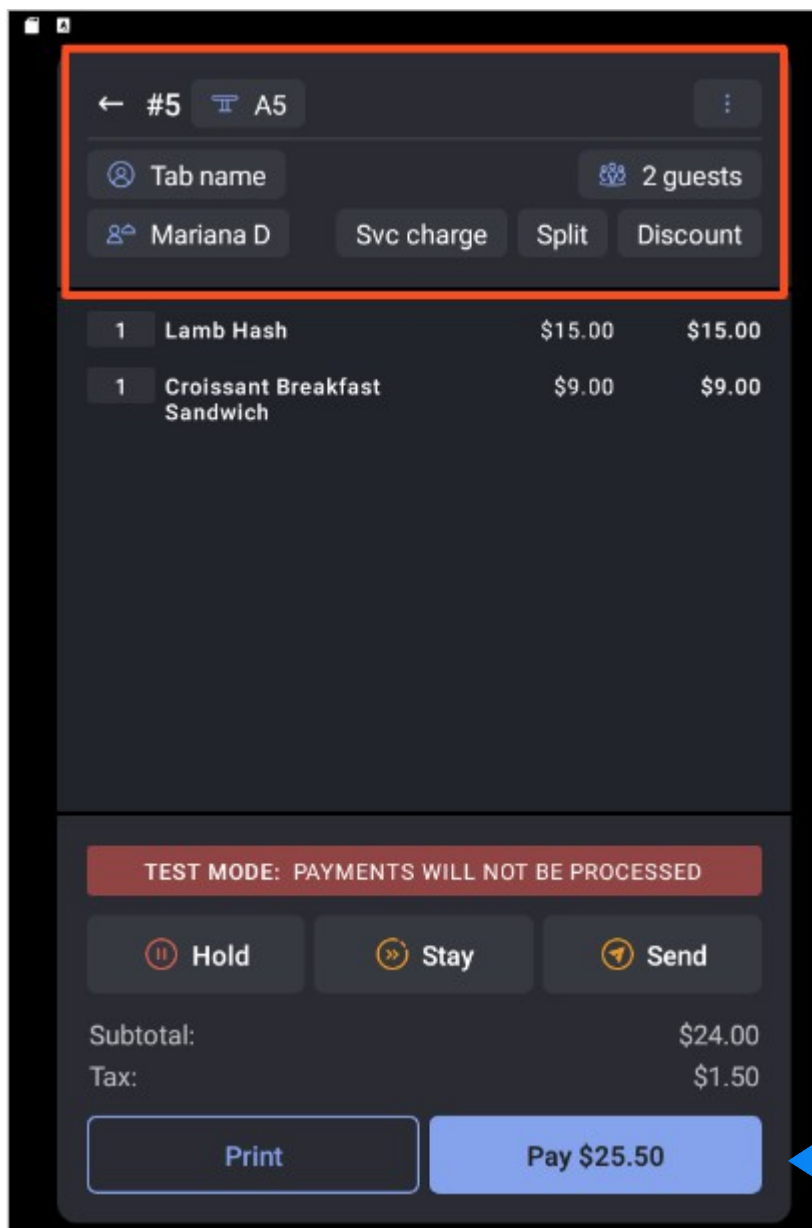 ← #5 A5
Tab name 2 guests
Mariana D Svc charge Split Discount
1 Lamb Hash $15.00 $15.00
1 Croissant Breakfast $9.00 $9.00
Sandwich
TEST MODE: PAYMENTS WILL NOT BE PROCESSED
Hold Stay Send
Subtotal: $24.00
Tax: $1.50
Print Pay $25.50